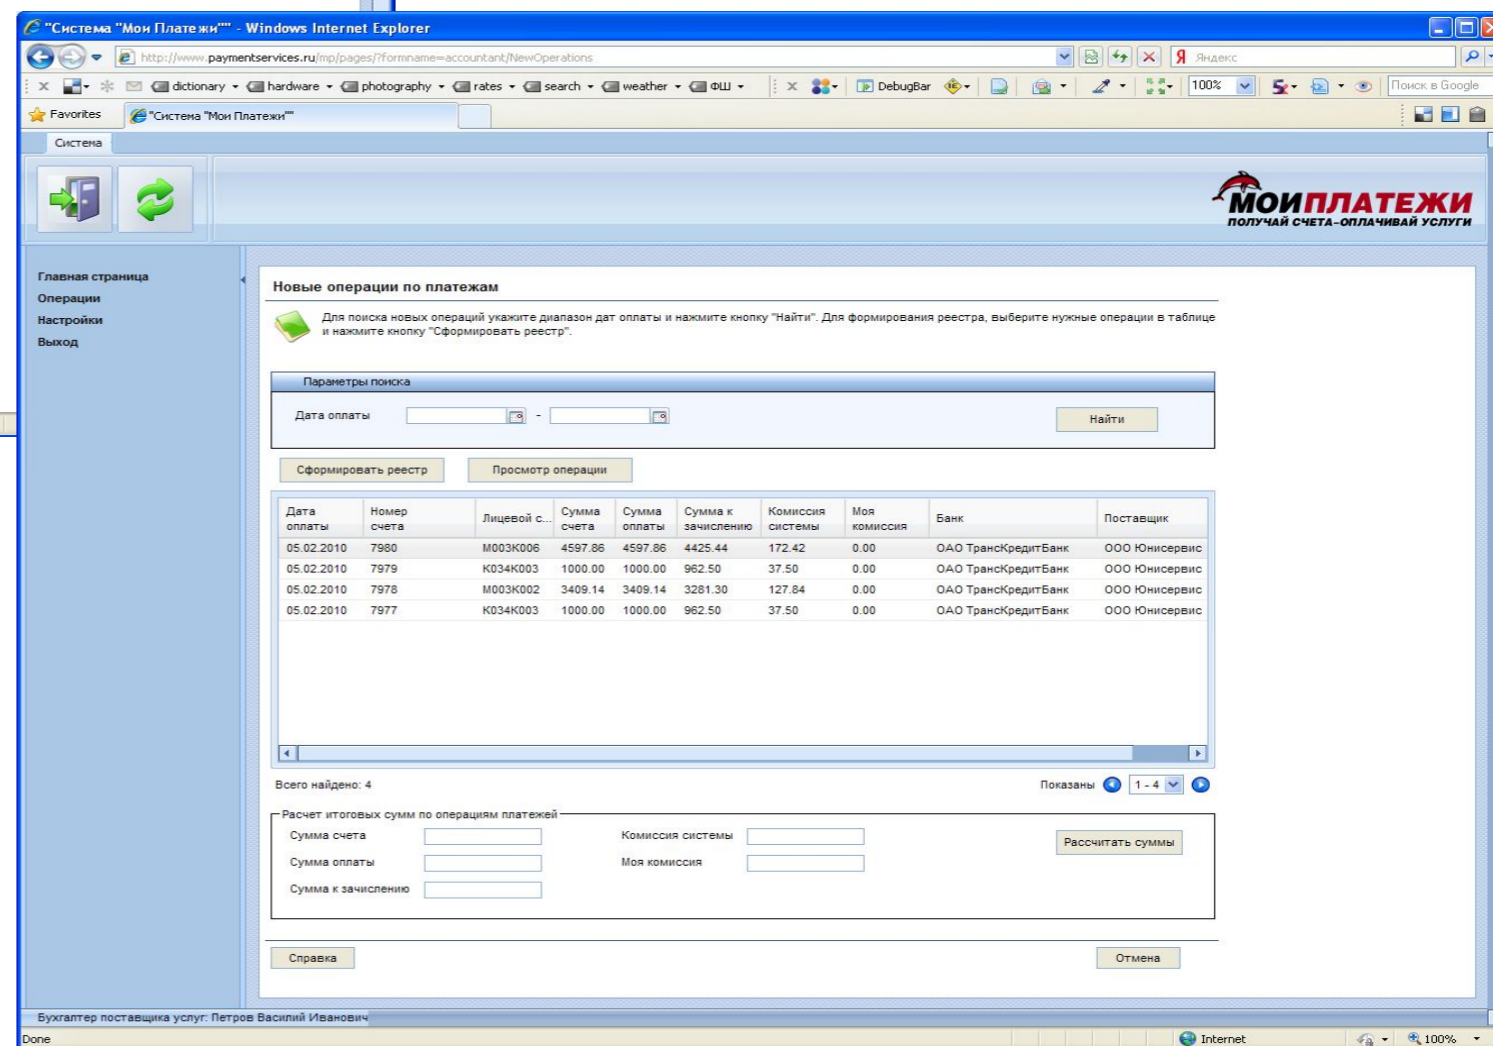 "Система "Мои Платежи"" - Windows Internet Explorer
http://www.paymentservices.ru/mp/pages/?formname=accountant/NewOperations
Яндекс
dictionary hardware photography rates search weather ФШ DebugBar 100% Поиск в Google
Favorites "Система "Мои Платежи""
Система
МОИПЛАТЕЖИ
ПОЛУЧАЙ СЧЕТА-ОПЛАЧИВАЙ УСЛУГИ
Главная страница
Операции
Настройки
Выход
Новые операции по платежам
Для поиска новых операций укажите диапазон дат оплаты и нажмите кнопку "Найти". Для формирования реестра, выберите нужные операции в таблице
и нажмите кнопку "Сформировать реестр".
Параметры поиска
Дата оплаты - Найти
Сформировать реестр Просмотр операции
Дата оплаты Номер счета Лицевой с... Сумма счета Сумма оплаты Сумма к зачислению Комиссия системы Моя комиссия Банк Поставщик
05.02.2010 7980 М003К006 4597.86 4597.86 4425.44 172.42 0.00 ОАО ТрансКредитБанк ООО Юнисервис
05.02.2010 7979 К034К003 1000.00 1000.00 962.50 37.50 0.00 ОАО ТрансКредитБанк ООО Юнисервис
05.02.2010 7978 М003К002 3409.14 3409.14 3281.30 127.84 0.00 ОАО ТрансКредитБанк ООО Юнисервис
05.02.2010 7977 К034К003 1000.00 1000.00 962.50 37.50 0.00 ОАО ТрансКредитБанк ООО Юнисервис
Всего найдено: 4 Показаны 1 - 4
Расчет итоговых сумм по операциям платежей
Сумма счета Комиссия системы Рассчитать суммы
Сумма оплаты Моя комиссия
Сумма к зачислению
Справка Отмена
Бухгалтер поставщика услуг: Петров Василий Иванович
Done Internet 100%